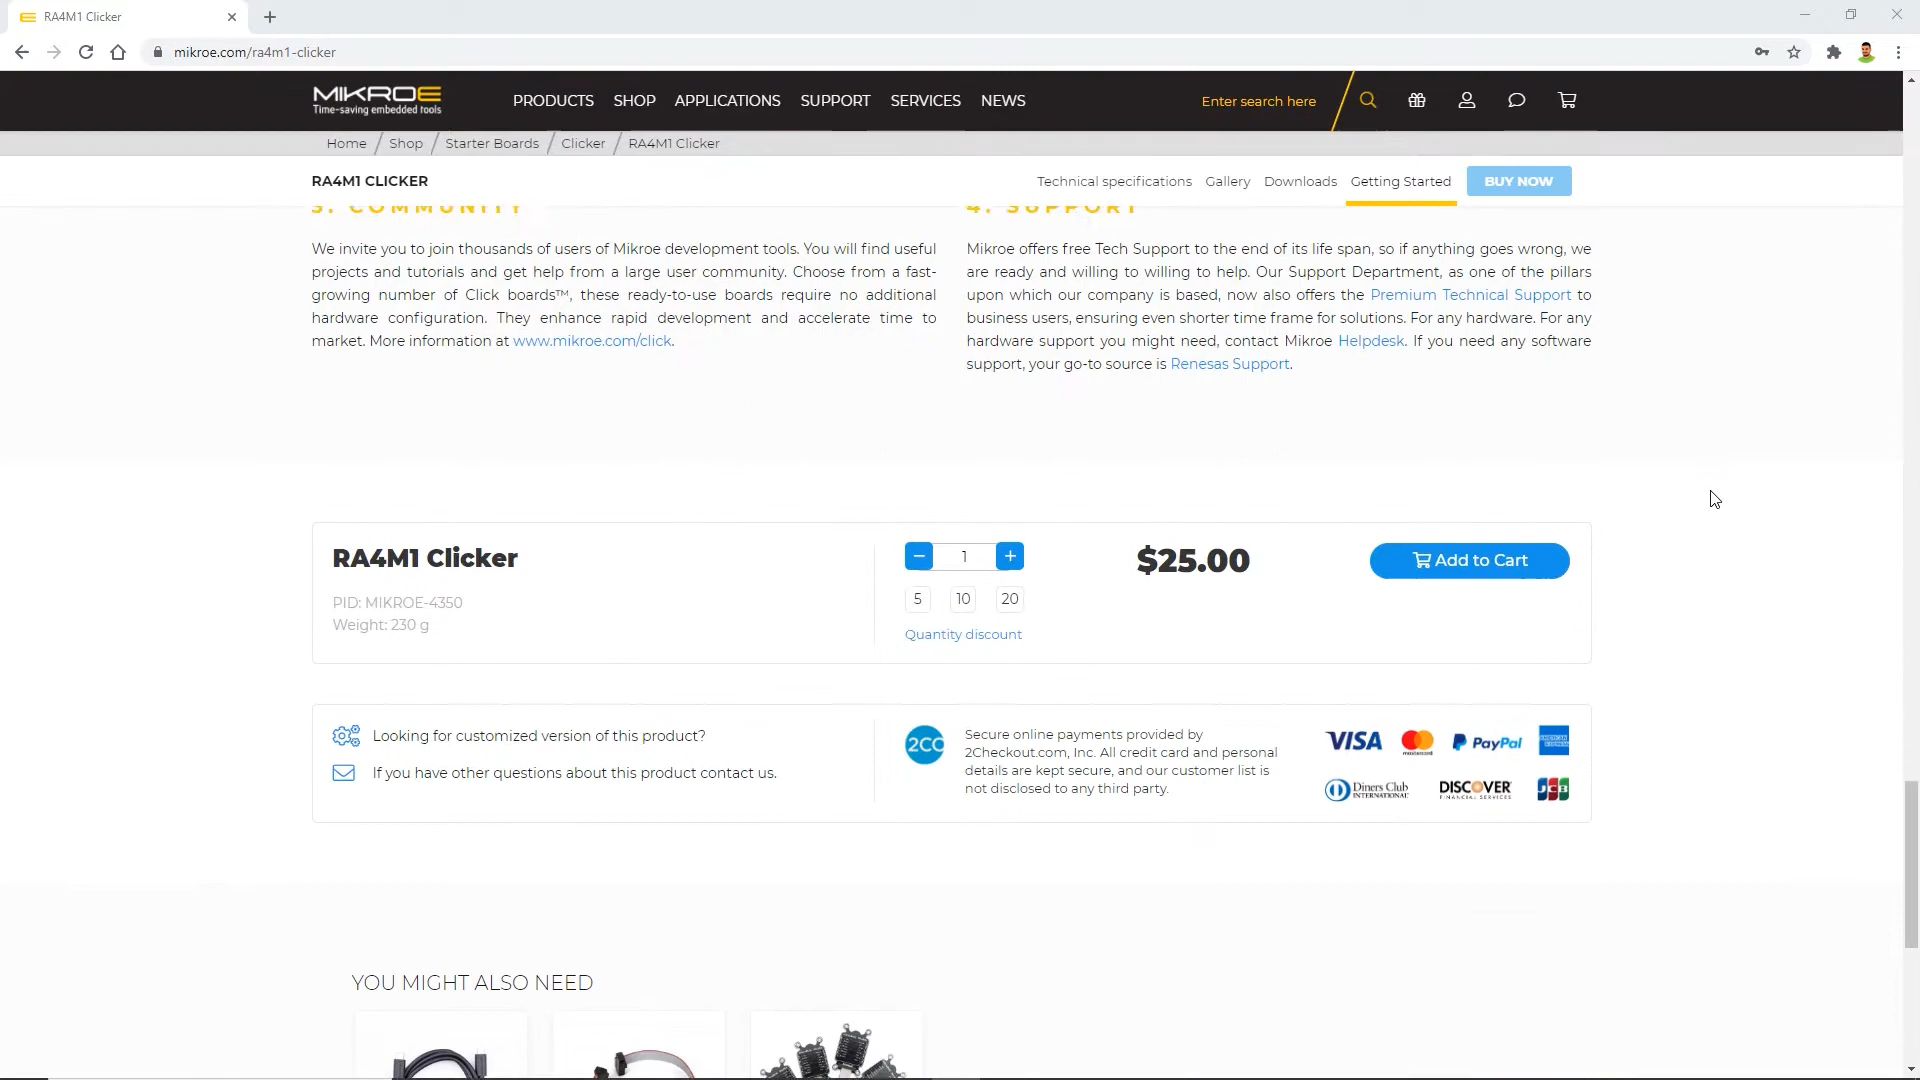 RA4M1 Clicker
mikroe.com/ra4m1-clicker
MIKROE
Time-saving embedded tools
PRODUCTS SHOP APPLICATIONS SUPPORT SERVICES NEWS
Enter search here
Home / Shop / Starter Boards / Clicker / RA4M1 Clicker
RA4M1 CLICKER
Technical specifications Gallery Downloads Getting Started BUY NOW
3. COMMUNITY
We invite you to join thousands of users of Mikroe development tools. You will find useful
projects and tutorials and get help from a large user community. Choose from a fast-
growing number of Click boards™, these ready-to-use boards require no additional
hardware configuration. They enhance rapid development and accelerate time to
market. More information at www.mikroe.com/click.
4. SUPPORT
Mikroe offers free Tech Support to the end of its life span, so if anything goes wrong, we
are ready and willing to willing to help. Our Support Department, as one of the pillars
upon which our company is based, now also offers the Premium Technical Support to
business users, ensuring even shorter time frame for solutions. For any hardware. For any
hardware support you might need, contact Mikroe Helpdesk. If you need any software
support, your go-to source is Renesas Support.
RA4M1 Clicker
PID: MIKROE-4350
Weight: 230 g
− 1 +
5 10 20
Quantity discount
$25.00
Add to Cart
Looking for customized version of this product?
If you have other questions about this product contact us.
2CO
Secure online payments provided by
2Checkout.com, Inc. All credit card and personal
details are kept secure, and our customer list is
not disclosed to any third party.
VISA mastercard PayPal AMERICAN EXPRESS
Diners Club INTERNATIONAL DISCOVER FINANCIAL SERVICES JCB
YOU MIGHT ALSO NEED